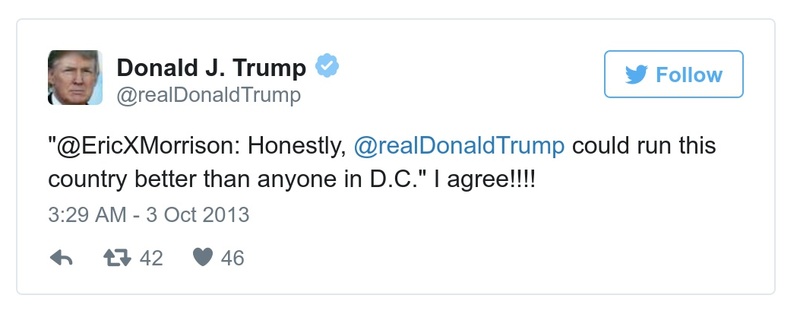 Donald J. Trump
@realDonaldTrump
Follow
"@EricXMorrison: Honestly, @realDonaldTrump could run this
country better than anyone in D.C." I agree!!!!
3:29 AM - 3 Oct 2013
42 46